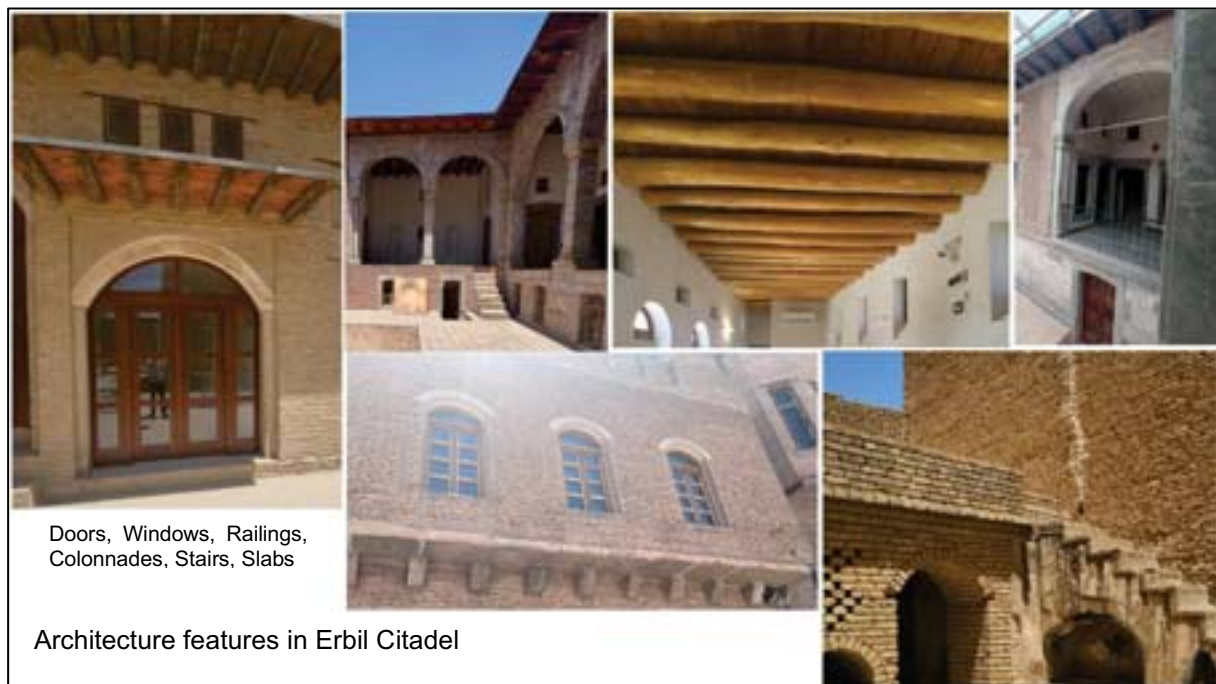 Doors, Windows, Railings,
Colonnades, Stairs, Slabs
Architecture features in Erbil Citadel